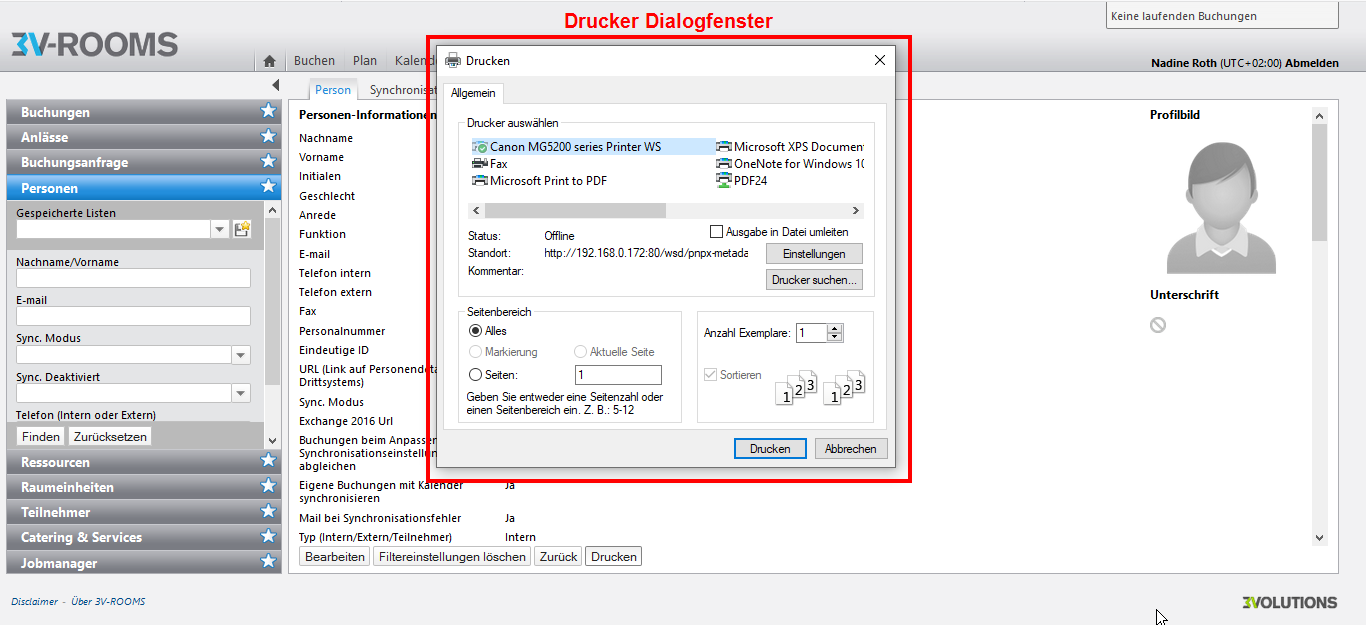 Drucker Dialogfenster
Keine laufenden Buchungen
3V-ROOMS
Buchen Plan
Nadine Roth (UTC+02:00) Abmelden
Person
Buchungen
Anlässe
Buchungsanfrage
Personen
Gespeicherte Listen
Nachname/Vorname
E-mail
Sync. Modus
Sync. Deaktiviert
Telefon (Intern oder Extern)
Finden Zurücksetzen
Ressourcen
Raumeinheiten
Teilnehmer
Catering & Services
Jobmanager
Personen-Informationen
Nachname
Vorname
Initialen
Geschlecht
Anrede
Funktion
E-mail
Telefon intern
Telefon extern
Fax
Personalnummer
Eindeutige ID
URL (Link auf
Drittsystems)
Sync. Modus
Exchange 2016 Url
Buchungen beim
abgleichen
Eigene Buchungen mit Kalender Ja
synchronisieren
Mail bei Synchronisationsfehler Ja
Typ (Intern/Extern/Teilnehmer) Intern
Bearbeiten Filtereinstellungen löschen Zurück Drucken
Drucken
Allgemein
Drucker auswählen
Canon MG5200 series Printer WS
Fax
Microsoft Print to PDF
Microsoft XPS Documen
OneNote for Windows 10
PDF24
Status: Offline
Ausgabe in Datei umleiten
Standort: http://192.168.0.172:80/wsd/pnpx-metada
Einstellungen
Kommentar:
Drucker suchen...
Seitenbereich
Alles
Markierung Aktuelle Seite
Seiten: 1
Geben Sie entweder eine Seitenzahl oder
einen Seitenbereich ein. Z. B.: 5-12
Anzahl Exemplare: 1
Sortieren
1 2 3 1 2 3
Drucken Abbrechen
Profilbild
Unterschrift
Disclaimer - Über 3V-ROOMS
3VOLUTIONS